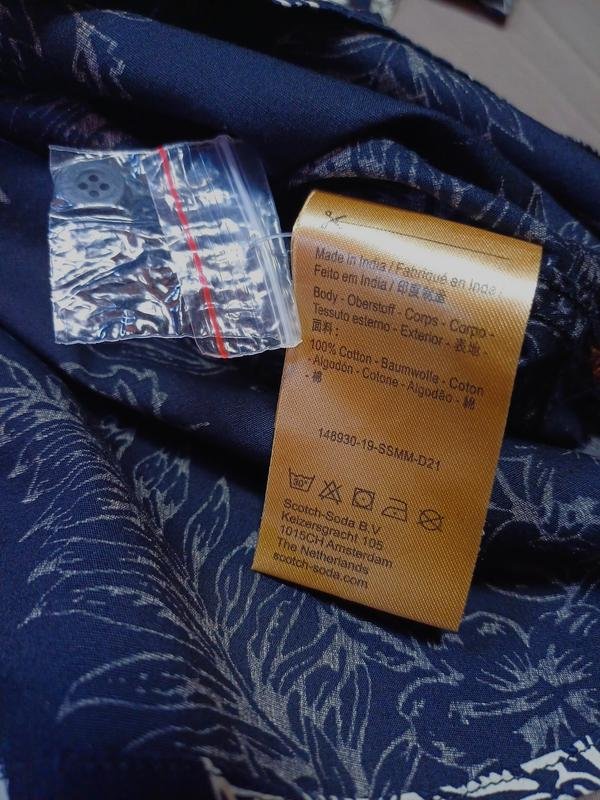 Made in India / Fabriqué en Inde /
Feito em India / 印度制造
Body - Oberstoff - Corps - Corpo -
Tessuto esterno - Exterior - 表地 -
面料：
100% Cotton - Baumwolle - Coton
- Algodón - Cotone - Algodão - 綿
- 棉
148930-19-SSMM-D21
30°
Scotch-Soda B.V.
Keizersgracht 105
1015CH Amsterdam
The Netherlands
scotch-soda.com